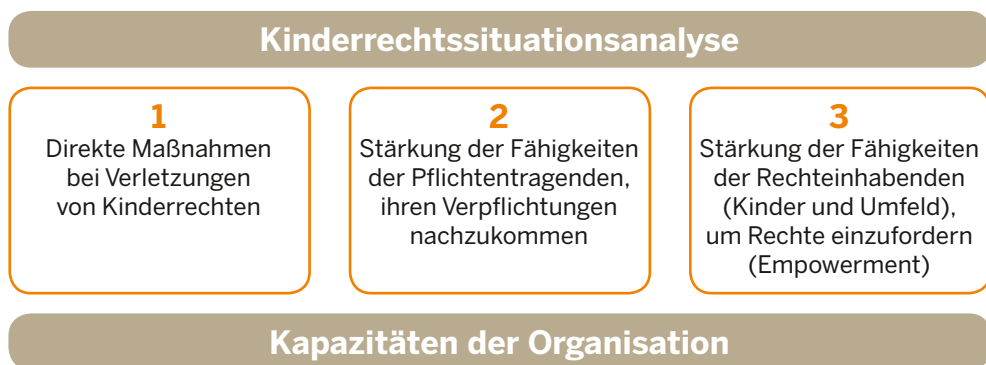 Kinderrechtssituationsanalyse
1
Direkte Maßnahmen
bei Verletzungen
von Kinderrechten
2
Stärkung der Fähigkeiten
der Pflichtentragenden,
ihren Verpflichtungen
nachzukommen
3
Stärkung der Fähigkeiten
der Rechteinhabenden
(Kinder und Umfeld),
um Rechte einzufordern
(Empowerment)
Kapazitäten der Organisation